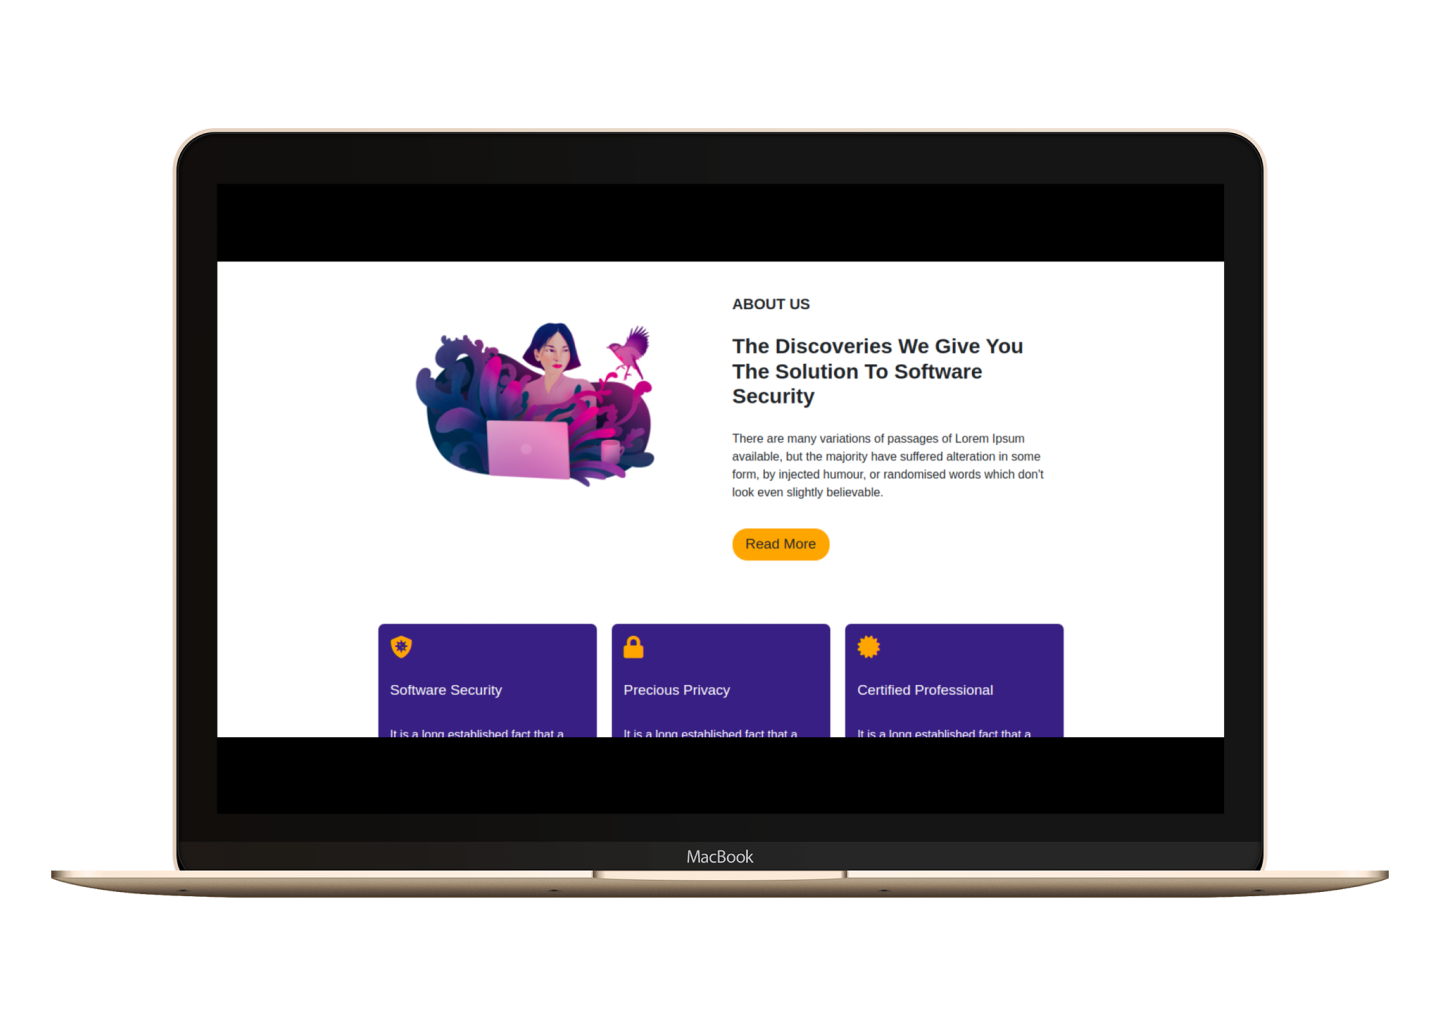 ABOUT US
The Discoveries We Give You
The Solution To Software
Security
There are many variations of passages of Lorem Ipsum
available, but the majority have suffered alteration in some
form, by injected humour, or randomised words which don't
look even slightly believable.
Read More
Software Security
Precious Privacy
Certified Professional
It is a long established fact that a
It is a long established fact that a
It is a long established fact that a
MacBook